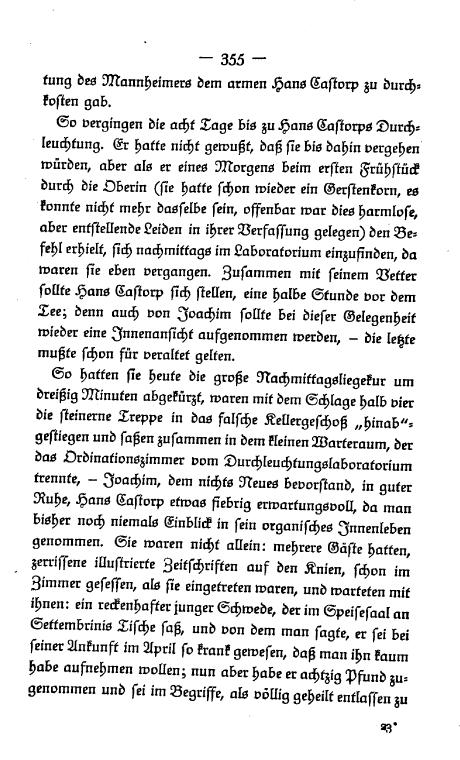 — 355 —
tung des Mannheimers dem armen Hans Castorp zu durch-
kosten gab.
So vergingen die acht Tage bis zu Hans Castorps Durch-
leuchtung. Er hatte nicht gewußt, daß sie bis dahin vergehen
würden, aber als er eines Morgens beim ersten Frühstück
durch die Oberin (sie hatte schon wieder ein Gerstenkorn, es
konnte nicht mehr dasselbe sein, offenbar war dies harmlose,
aber entstellende Leiden in ihrer Verfassung gelegen) den Be-
fehl erhielt, sich nachmittags im Laboratorium einzufinden, da
waren sie eben vergangen. Zusammen mit seinem Vetter
sollte Hans Castorp sich stellen, eine halbe Stunde vor dem
Tee; denn auch von Joachim sollte bei dieser Gelegenheit
wieder eine Innenansicht aufgenommen werden, – die letzte
mußte schon für veraltet gelten.
So hatten sie heute die große Nachmittagsliegekur um
dreißig Minuten abgekürzt, waren mit dem Schlage halb vier
die steinerne Treppe in das falsche Kellergeschoß „hinab“-
gestiegen und saßen zusammen in dem kleinen Warteraum, der
das Ordinationszimmer vom Durchleuchtungslaboratorium
trennte, – Joachim, dem nichts Neues bevorstand, in guter
Ruhe, Hans Castorp etwas fiebrig erwartungsvoll, da man
bisher noch niemals Einblick in sein organisches Innenleben
genommen. Sie waren nicht allein: mehrere Gäste hatten,
zerrissene illustrierte Zeitschriften auf den Knien, schon im
Zimmer gesessen, als sie eingetreten waren, und warteten mit
ihnen: ein reckenhafter junger Schwede, der im Speisesaal an
Settembrinis Tische saß, und von dem man sagte, er sei bei
seiner Ankunft im April so krank gewesen, daß man ihn kaum
habe aufnehmen wollen; nun aber habe er achtzig Pfund zu-
genommen und sei im Begriffe, als völlig geheilt entlassen zu
23*